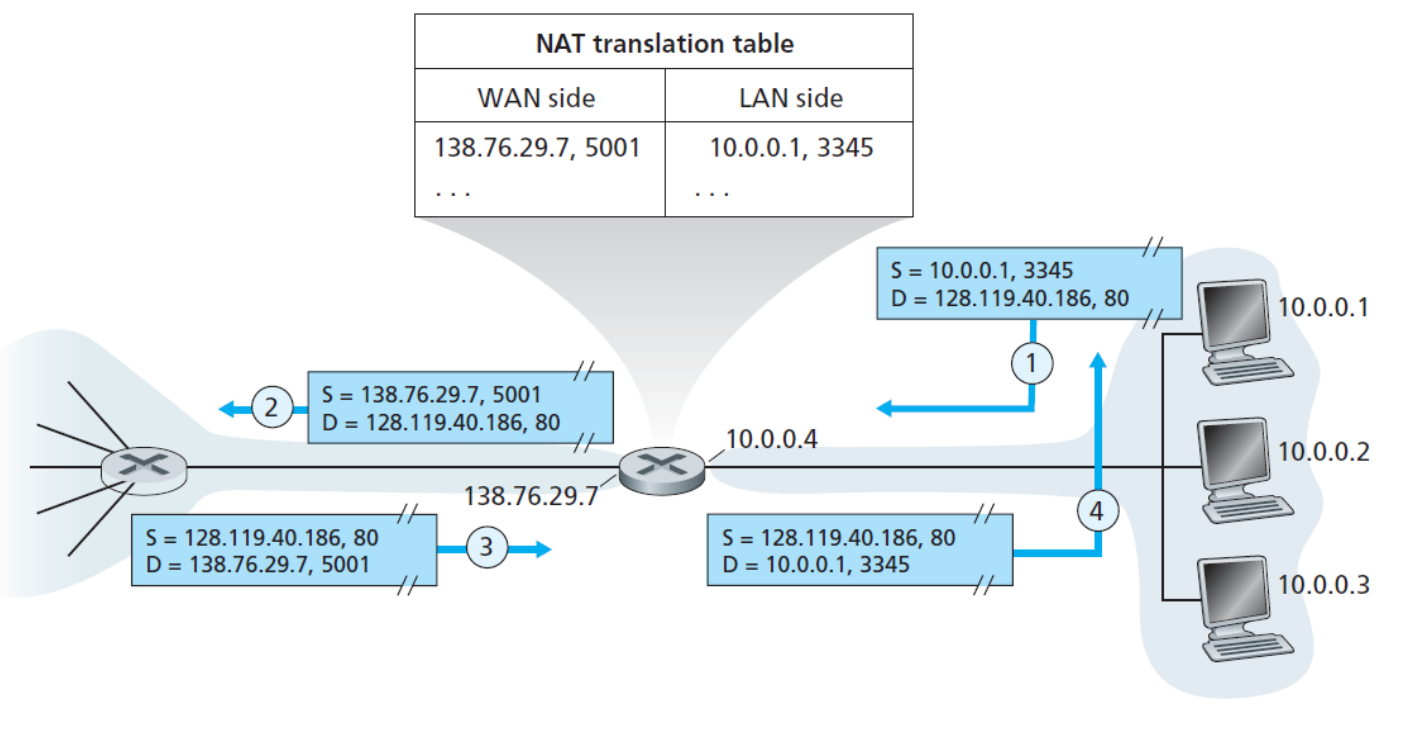 NAT translation table
WAN side LAN side
138.76.29.7, 5001 10.0.0.1, 3345
. . . . . .
S = 10.0.0.1, 3345
D = 128.119.40.186, 80
10.0.0.1
1
S = 138.76.29.7, 5001
D = 128.119.40.186, 80
2
10.0.0.4
10.0.0.2
138.76.29.7
S = 128.119.40.186, 80
D = 138.76.29.7, 5001
3
S = 128.119.40.186, 80
D = 10.0.0.1, 3345
4
10.0.0.3